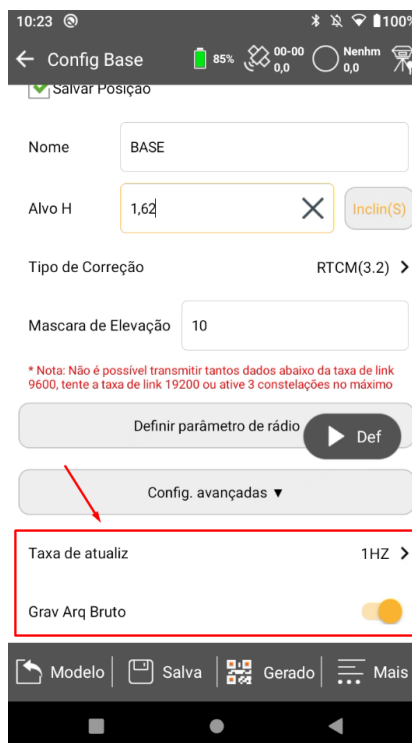 10:23 100%
Config Base 85% 00-00 Nenhm
0,0 0,0
Salvar Posição
Nome BASE
Alvo H 1,62 Inclin(S)
Tipo de Correção RTCM(3.2)
Mascara de Elevação 10
* Nota: Não é possível transmitir tantos dados abaixo da taxa de link
9600, tente a taxa de link 19200 ou ative 3 constelações no máximo
Definir parâmetro de rádio
Def
Config. avançadas ▼
Taxa de atualiz 1HZ
Grav Arq Bruto
Modelo Salva Gerado Mais